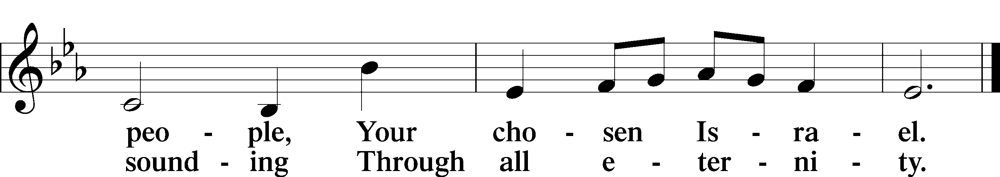 peo - ple, Your cho - sen Is - ra - el.
sound - ing Through all e - ter - ni - ty.